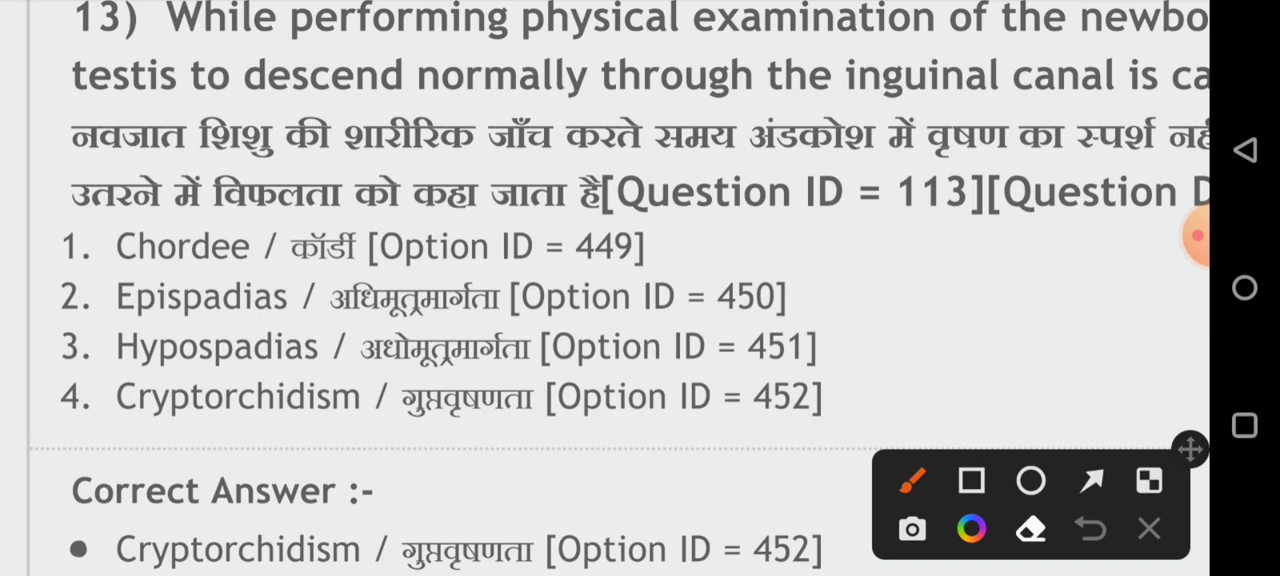 13) While performing physical examination of the newbo
testis to descend normally through the inguinal canal is ca
नवजात शिशु की शारीरिक जाँच करते समय अंडकोश में वृषण का स्पर्श नहीं
उतरने में विफलता को कहा जाता है[Question ID = 113][Question D
1. Chordee / कॉर्डी [Option ID = 449]
2. Epispadias / अधिमूत्रमार्गता [Option ID = 450]
3. Hypospadias / अधोमूत्रमार्गता [Option ID = 451]
4. Cryptorchidism / गुप्तवृषणता [Option ID = 452]
Correct Answer :-
● Cryptorchidism / गुप्तवृषणता [Option ID = 452]